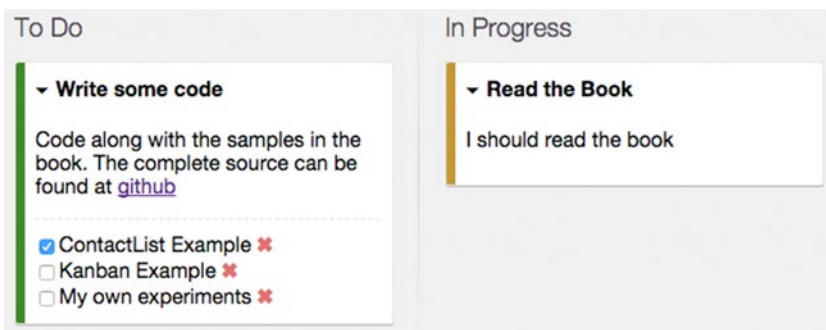 To Do
Write some code
Code along with the samples in the
book. The complete source can be
found at github
ContactList Example
Kanban Example
My own experiments
In Progress
Read the Book
I should read the book